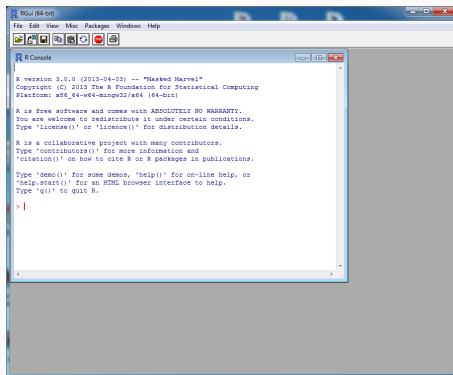 RGui (64-bit)
File Edit View Misc Packages Windows Help
R Console
R version 3.0.0 (2013-04-03) -- "Masked Marvel"
Copyright (C) 2013 The R Foundation for Statistical Computing
Platform: x86_64-w64-mingw32/x64 (64-bit)
R is free software and comes with ABSOLUTELY NO WARRANTY.
You are welcome to redistribute it under certain conditions.
Type 'license()' or 'licence()' for distribution details.
R is a collaborative project with many contributors.
Type 'contributors()' for more information and
'citation()' on how to cite R or R packages in publications.
Type 'demo()' for some demos, 'help()' for on-line help, or
'help.start()' for an HTML browser interface to help.
Type 'q()' to quit R.
>